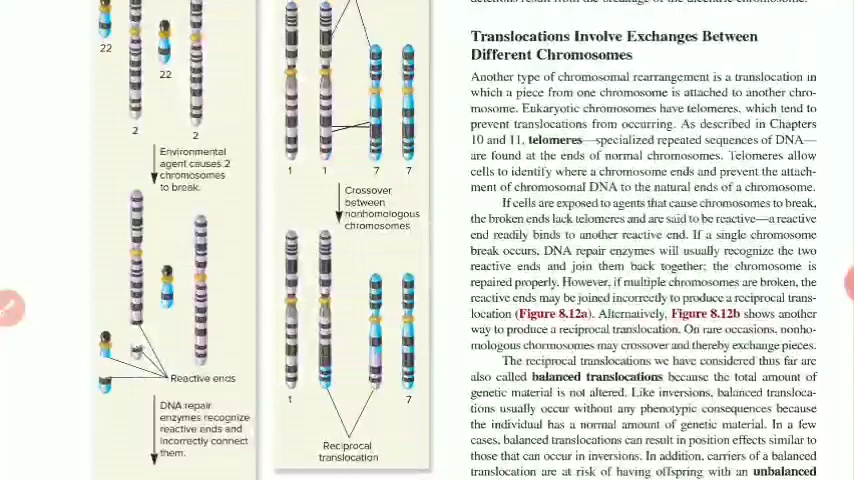 22
22
2
2
Environmental
agent causes 2
chromosomes
to break.
Reactive ends
DNA repair
enzymes recognize
reactive ends and
incorrectly connect
them.
1
1
7
7
Crossover
between
nonhomologous
chromosomes
1
7
Reciprocal
translocation
deletions result from the breakage of the dicentric chromosome.
Translocations Involve Exchanges Between
Different Chromosomes
Another type of chromosomal rearrangement is a translocation in
which a piece from one chromosome is attached to another chro-
mosome. Eukaryotic chromosomes have telomeres, which tend to
prevent translocations from occurring. As described in Chapters
10 and 11, telomeres—specialized repeated sequences of DNA—
are found at the ends of normal chromosomes. Telomeres allow
cells to identify where a chromosome ends and prevent the attach-
ment of chromosomal DNA to the natural ends of a chromosome.
If cells are exposed to agents that cause chromosomes to break,
the broken ends lack telomeres and are said to be reactive—a reactive
end readily binds to another reactive end. If a single chromosome
break occurs, DNA repair enzymes will usually recognize the two
reactive ends and join them back together; the chromosome is
repaired properly. However, if multiple chromosomes are broken, the
reactive ends may be joined incorrectly to produce a reciprocal trans-
location (Figure 8.12a). Alternatively, Figure 8.12b shows another
way to produce a reciprocal translocation. On rare occasions, nonho-
mologous chormosomes may crossover and thereby exchange pieces.
The reciprocal translocations we have considered thus far are
also called balanced translocations because the total amount of
genetic material is not altered. Like inversions, balanced transloca-
tions usually occur without any phenotypic consequences because
the individual has a normal amount of genetic material. In a few
cases, balanced translocations can result in position effects similar to
those that can occur in inversions. In addition, carriers of a balanced
translocation are at risk of having offspring with an unbalanced